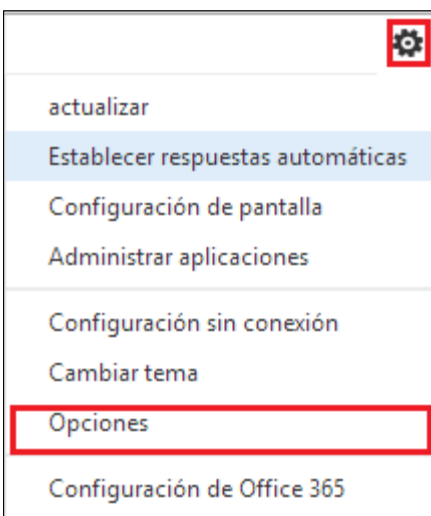 actualizar
Establecer respuestas automáticas
Configuración de pantalla
Administrar aplicaciones
Configuración sin conexión
Cambiar tema
Opciones
Configuración de Office 365